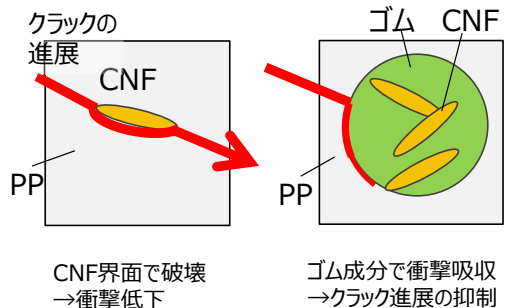 クラックの
進展
CNF
PP
ゴム CNF
PP
CNF界面で破壊
→衝撃低下
ゴム成分で衝撃吸収
→クラック進展の抑制